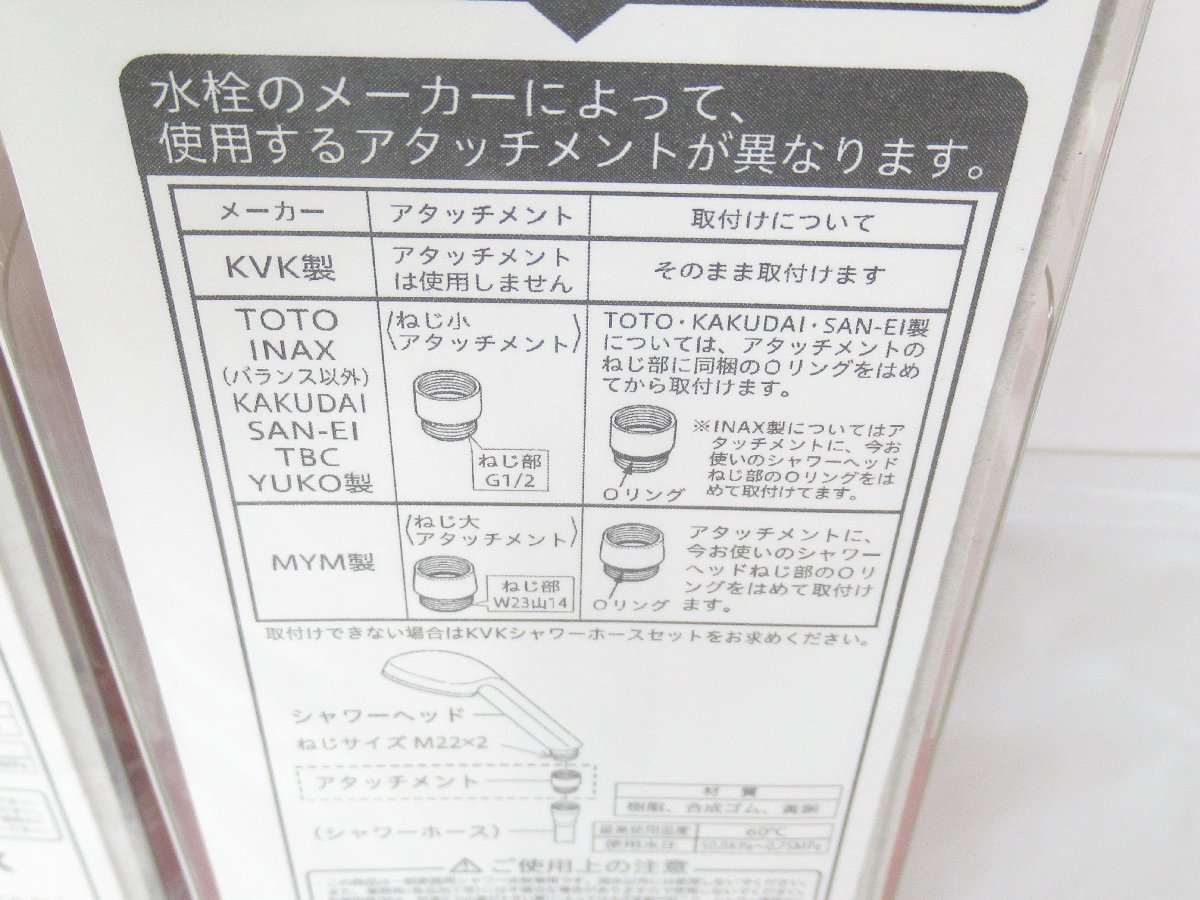 水栓のメーカーによって、
使用するアタッチメントが異なります。
メーカー
アタッチメント
取付けについて
KVK製
アタッチメント
は使用しません
そのまま取付けます
TOTO
INAX
(バランス以外)
KAKUDAI
SAN-EI
TBC
YUKO製
〈ねじ小
アタッチメント〉
ねじ部
G1/2
TOTO・KAKUDAI・SAN-EI製
については、アタッチメントの
ねじ部に同梱のOリングをはめ
てから取付けます。
Oリング
※INAX製についてはア
タッチメントに、今お
使いのシャワーヘッド
ねじ部のOリングをは
めて取付けてます。
MYM製
〈ねじ大
アタッチメント〉
ねじ部
W23山14
Oリング
アタッチメントに、
今お使いのシャワー
ヘッドねじ部のOリ
ングをはめて取付け
ます。
取付けできない場合はKVKシャワーホースセットをお求めください。
シャワーヘッド
ねじサイズ M22×2
アタッチメント
(シャワーホース)
材質
樹脂、合成ゴム、黄銅
最高使用温度
60℃
使用水圧
50.0KPa〜0.75MPa
ご使用上の注意